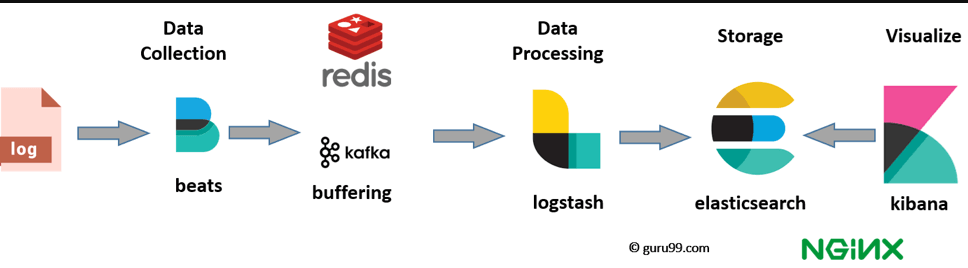 Data
Collection
redis
Data
Processing
Storage
Visualize
log
kafka
beats
buffering
logstash
elasticsearch
kibana
© guru99.com
NGiNX